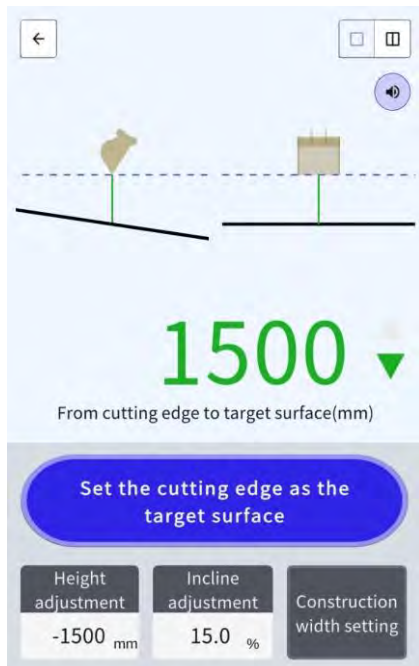 1500
From cutting edge to target surface(mm)
Set the cutting edge as the
target surface
Height
adjustment
-1500 mm
Incline
adjustment
15.0 %
Construction
width setting